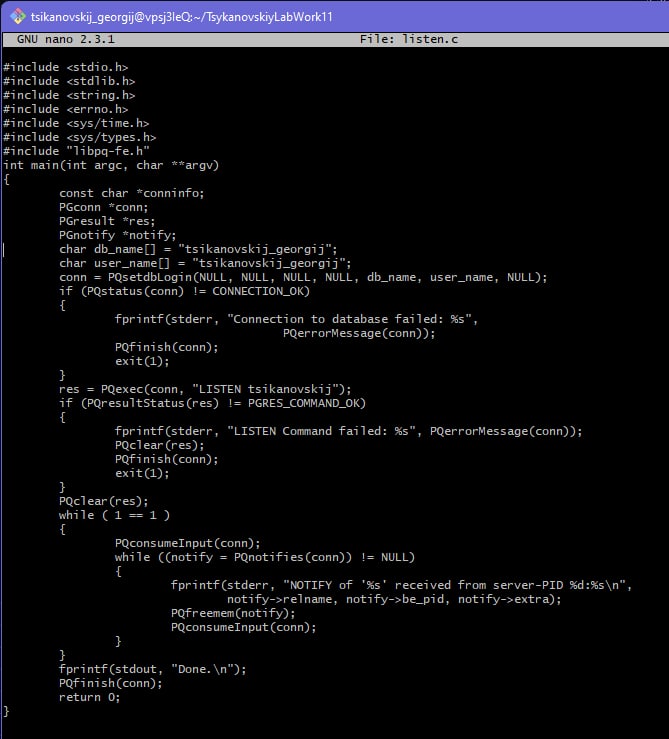 tsikanovskij_georgij@vpsj3IeQ:~/TsykanovskiyLabWork11
GNU nano 2.3.1 File: listen.c
#include <stdio.h>
#include <stdlib.h>
#include <string.h>
#include <errno.h>
#include <sys/time.h>
#include <sys/types.h>
#include "libpq-fe.h"
int main(int argc, char **argv)
{
const char *conninfo;
PGconn *conn;
PGresult *res;
PGnotify *notify;
char db_name[] = "tsikanovskij_georgij";
char user_name[] = "tsikanovskij_georgij";
conn = PQsetdbLogin(NULL, NULL, NULL, NULL, db_name, user_name, NULL);
if (PQstatus(conn) != CONNECTION_OK)
{
fprintf(stderr, "Connection to database failed: %s",
PQerrorMessage(conn));
PQfinish(conn);
exit(1);
}
res = PQexec(conn, "LISTEN tsikanovskij");
if (PQresultStatus(res) != PGRES_COMMAND_OK)
{
fprintf(stderr, "LISTEN Command failed: %s", PQerrorMessage(conn));
PQclear(res);
PQfinish(conn);
exit(1);
}
PQclear(res);
while ( 1 == 1 )
{
PQconsumeInput(conn);
while ((notify = PQnotifies(conn)) != NULL)
{
fprintf(stderr, "NOTIFY of '%s' received from server-PID %d:%s\n",
notify->relname, notify->be_pid, notify->extra);
PQfreemem(notify);
PQconsumeInput(conn);
}
}
fprintf(stdout, "Done.\n");
PQfinish(conn);
return 0;
}